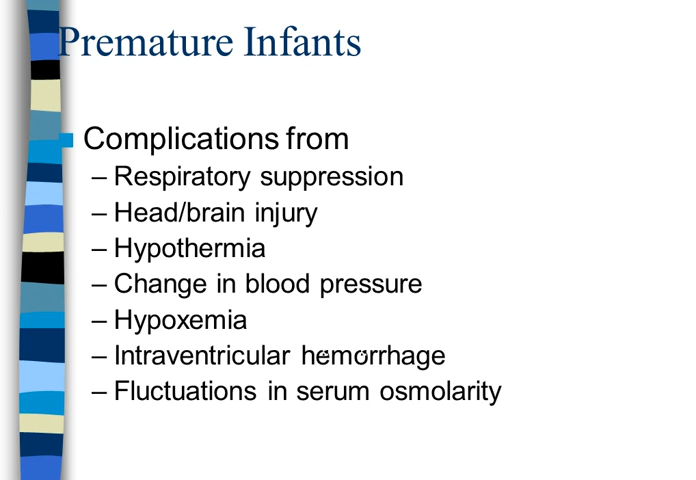 Premature Infants
Complications from
– Respiratory suppression
– Head/brain injury
– Hypothermia
– Change in blood pressure
– Hypoxemia
– Intraventricular hemorrhage
– Fluctuations in serum osmolarity